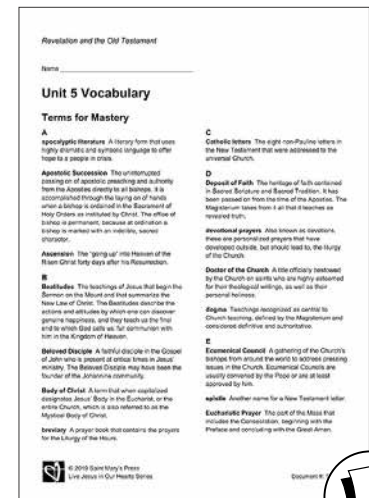 Revelation and the Old Testament
Name
Unit 5 Vocabulary
Terms for Mastery
A
apocalyptic literature A literary form that uses
highly dramatic and symbolic language to offer
hope to a people in crisis.
Apostolic Succession The uninterrupted
passing on of apostolic preaching and authority
from the Apostles directly to all bishops. It is
accomplished through the laying on of hands
when a bishop is ordained in the Sacrament of
Holy Orders as instituted by Christ. The office of
bishop is permanent, because at ordination a
bishop is marked with an indelible, sacred
character.
Ascension The "going up" into Heaven of the
Risen Christ forty days after his Resurrection.
B
Beatitudes The teachings of Jesus that begin the
Sermon on the Mount and that summarize the
New Law of Christ. The Beatitudes describe the
actions and attitudes by which one can discover
genuine happiness, and they teach us the final
end to which God calls us: full communion with
him in the Kingdom of Heaven.
Beloved Disciple A faithful disciple in the Gospel
of John who is present at critical times in Jesus'
ministry. The Beloved Disciple may have been the
founder of the Johannine community.
Body of Christ A term that when capitalized
designates Jesus' Body in the Eucharist, or the
entire Church, which is also referred to as the
Mystical Body of Christ.
breviary A prayer book that contains the prayers
for the Liturgy of the Hours.
C
Catholic letters The eight non-Pauline letters in
the New Testament that were addressed to the
universal Church.
D
Deposit of Faith The heritage of faith contained
in Sacred Scripture and Sacred Tradition. It has
been passed on from the time of the Apostles. The
Magisterium takes from it all that it teaches as
revealed truth.
devotional prayers Also known as devotions,
these are personalized prayers that have
developed outside, but should lead to, the liturgy
of the Church.
Doctor of the Church A title officially bestowed
by the Church on saints who are highly esteemed
for their theological writings, as well as their
personal holiness.
dogma Teachings recognized as central to
Church teaching, defined by the Magisterium and
considered definitive and authoritative.
E
Ecumenical Council A gathering of the Church's
bishops from around the world to address pressing
issues in the Church. Ecumenical Councils are
usually convened by the Pope or are at least
approved by him.
epistle Another name for a New Testament letter.
Eucharistic Prayer The part of the Mass that
includes the Consecration, beginning with the
Preface and concluding with the Great Amen.
© 2019 Saint Mary's Press
Live Jesus in Our Hearts Series
Document #: